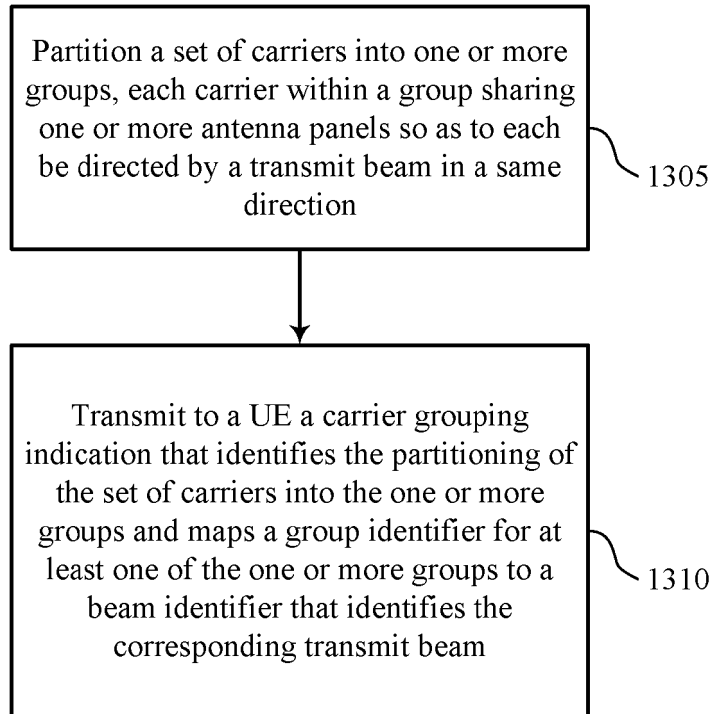 Partition a set of carriers into one or more
groups, each carrier within a group sharing
one or more antenna panels so as to each
be directed by a transmit beam in a same
direction
1305
Transmit to a UE a carrier grouping
indication that identifies the partitioning of
the set of carriers into the one or more
groups and maps a group identifier for at
least one of the one or more groups to a
beam identifier that identifies the
corresponding transmit beam
1310